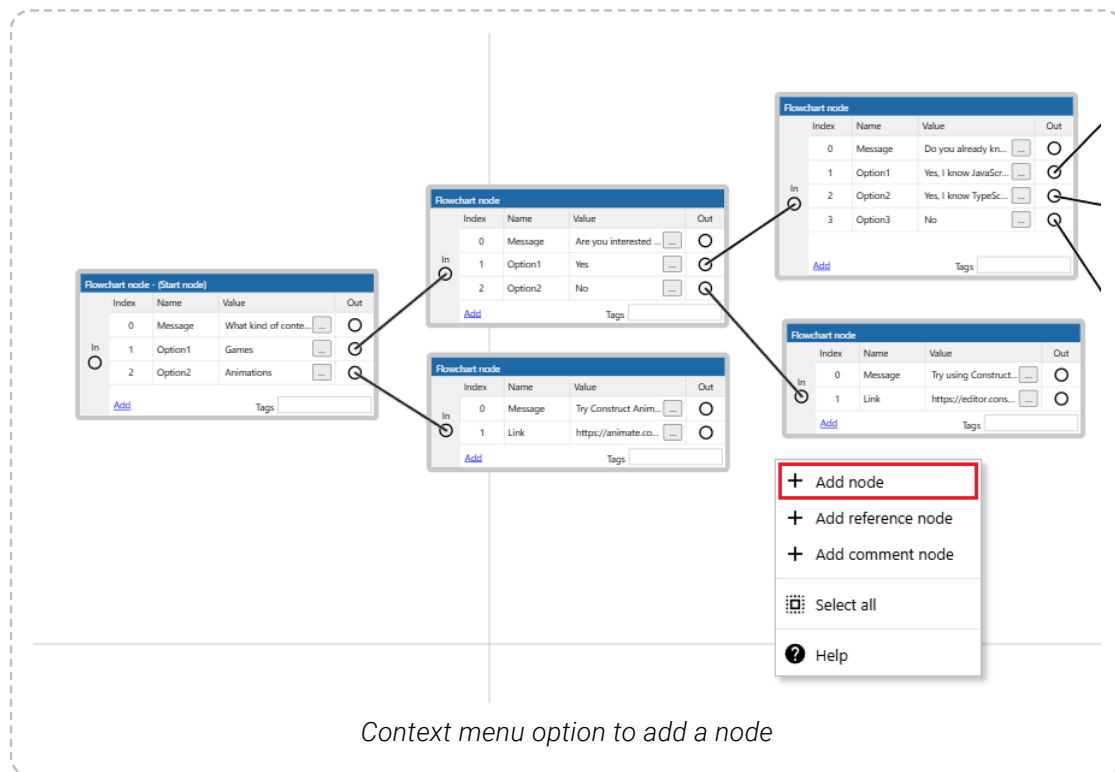 Flowchart node - (Start node)
Index Name Value Out
0 Message What kind of conte... ...
In
1 Option1 Games ...
2 Option2 Animations ...
Add Tags
Flowchart node
Index Name Value Out
0 Message Are you interested ... ...
In
1 Option1 Yes ...
2 Option2 No ...
Add Tags
Flowchart node
Index Name Value Out
0 Message Try Construct Anim... ...
In
1 Link https://animate.co... ...
Add Tags
Flowchart node
Index Name Value Out
0 Message Do you already kn... ...
1 Option1 Yes, I know JavaScr... ...
In
2 Option2 Yes, I know TypeSc... ...
3 Option3 No ...
Add Tags
Flowchart node
Index Name Value Out
0 Message Try using Construct... ...
In
1 Link https://editor.cons... ...
Add Tags
Add node
Add reference node
Add comment node
Select all
Help
Context menu option to add a node